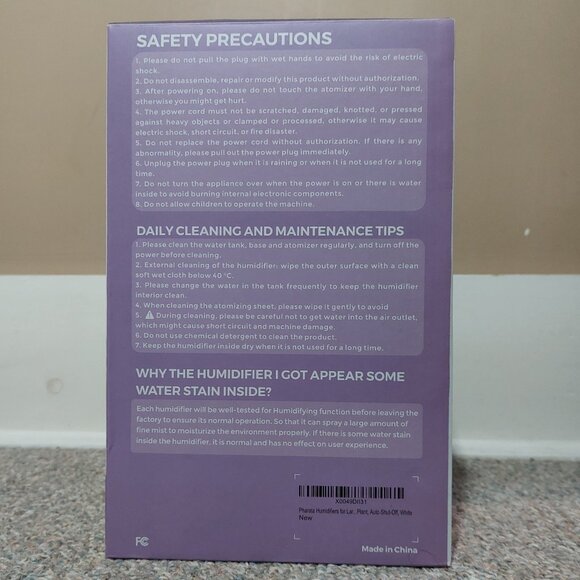 SAFETY PRECAUTIONS
1. Please do not pull the plug with wet hands to avoid the risk of electric
shock.
2. Do not disassemble, repair or modify this product without authorization.
3. After powering on, please do not touch the atomizer with your hand,
otherwise you might get hurt.
4. The power cord must not be scratched, damaged, knotted, or pressed
against heavy objects or clamped or processed, otherwise it may cause
electric shock, short circuit, or fire disaster.
5. Do not replace the power cord without authorization. If there is any
abnormality, please pull out the power plug immediately.
6. Unplug the power plug when it is raining or when it is not used for a long
time.
7. Do not turn the appliance over when the power is on or there is water
inside to avoid burning internal electronic components.
8. Do not allow children to operate the machine.
DAILY CLEANING AND MAINTENANCE TIPS
1. Please clean the water tank, base and atomizer regularly, and turn off the
power before cleaning.
2. External cleaning of the humidifier: wipe the outer surface with a clean
soft wet cloth below 40 °C.
3. Please change the water in the tank frequently to keep the humidifier
interior clean.
4. When cleaning the atomizing sheet, please wipe it gently to avoid
5. ⚠ During cleaning, please be careful not to get water into the air outlet,
which might cause short circuit and machine damage.
6. Do not use chemical detergent to clean the product.
7. Keep the humidifier inside dry when it is not used for a long time.
WHY THE HUMIDIFIER I GOT APPEAR SOME
WATER STAIN INSIDE?
Each humidifier will be well-tested for Humidifying function before leaving the
factory to ensure its normal operation. So that it can spray a large amount of
fine mist to moisturize the environment properly. If there is some water stain
inside the humidifier, it is normal and has no effect on user experience.
Humidifiers for Lar... Plant, Auto-Shut-Off, White
New
FC
Made in China